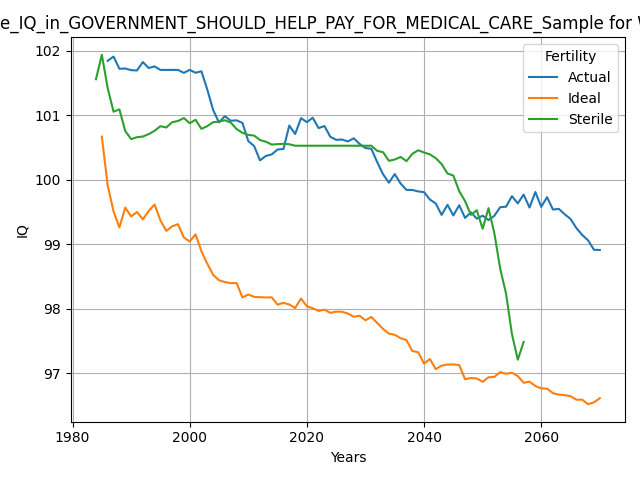 e_IQ_in_GOVERNMENT_SHOULD_HELP_PAY_FOR_MEDICAL_CARE_Sample for
102
101
100
99
98
97
IQ
1980
2000
2020
2040
2060
Years
Fertility
Actual
Ideal
Sterile